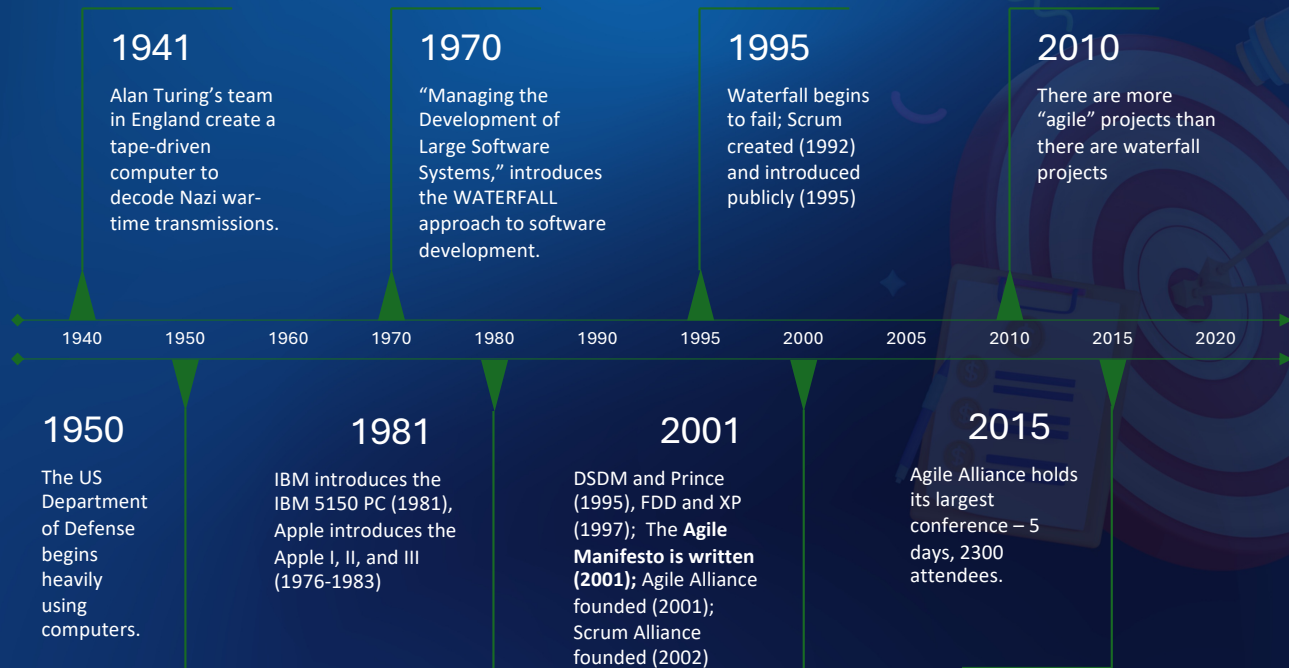 1941
Alan Turing’s team
in England create a
tape-driven
computer to
decode Nazi war-
time transmissions.
1970
“Managing the
Development of
Large Software
Systems,” introduces
the WATERFALL
approach to software
development.
1995
Waterfall begins
to fail; Scrum
created (1992)
and introduced
publicly (1995)
2010
There are more
“agile” projects than
there are waterfall
projects
1940 1950 1960 1970 1980 1990 1995 2000 2005 2010 2015 2020
1950
The US
Department
of Defense
begins
heavily
using
computers.
1981
IBM introduces the
IBM 5150 PC (1981),
Apple introduces the
Apple I, II, and III
(1976-1983)
2001
DSDM and Prince
(1995), FDD and XP
(1997); The Agile
Manifesto is written
(2001); Agile Alliance
founded (2001);
Scrum Alliance
founded (2002)
2015
Agile Alliance holds
its largest
conference – 5
days, 2300
attendees.